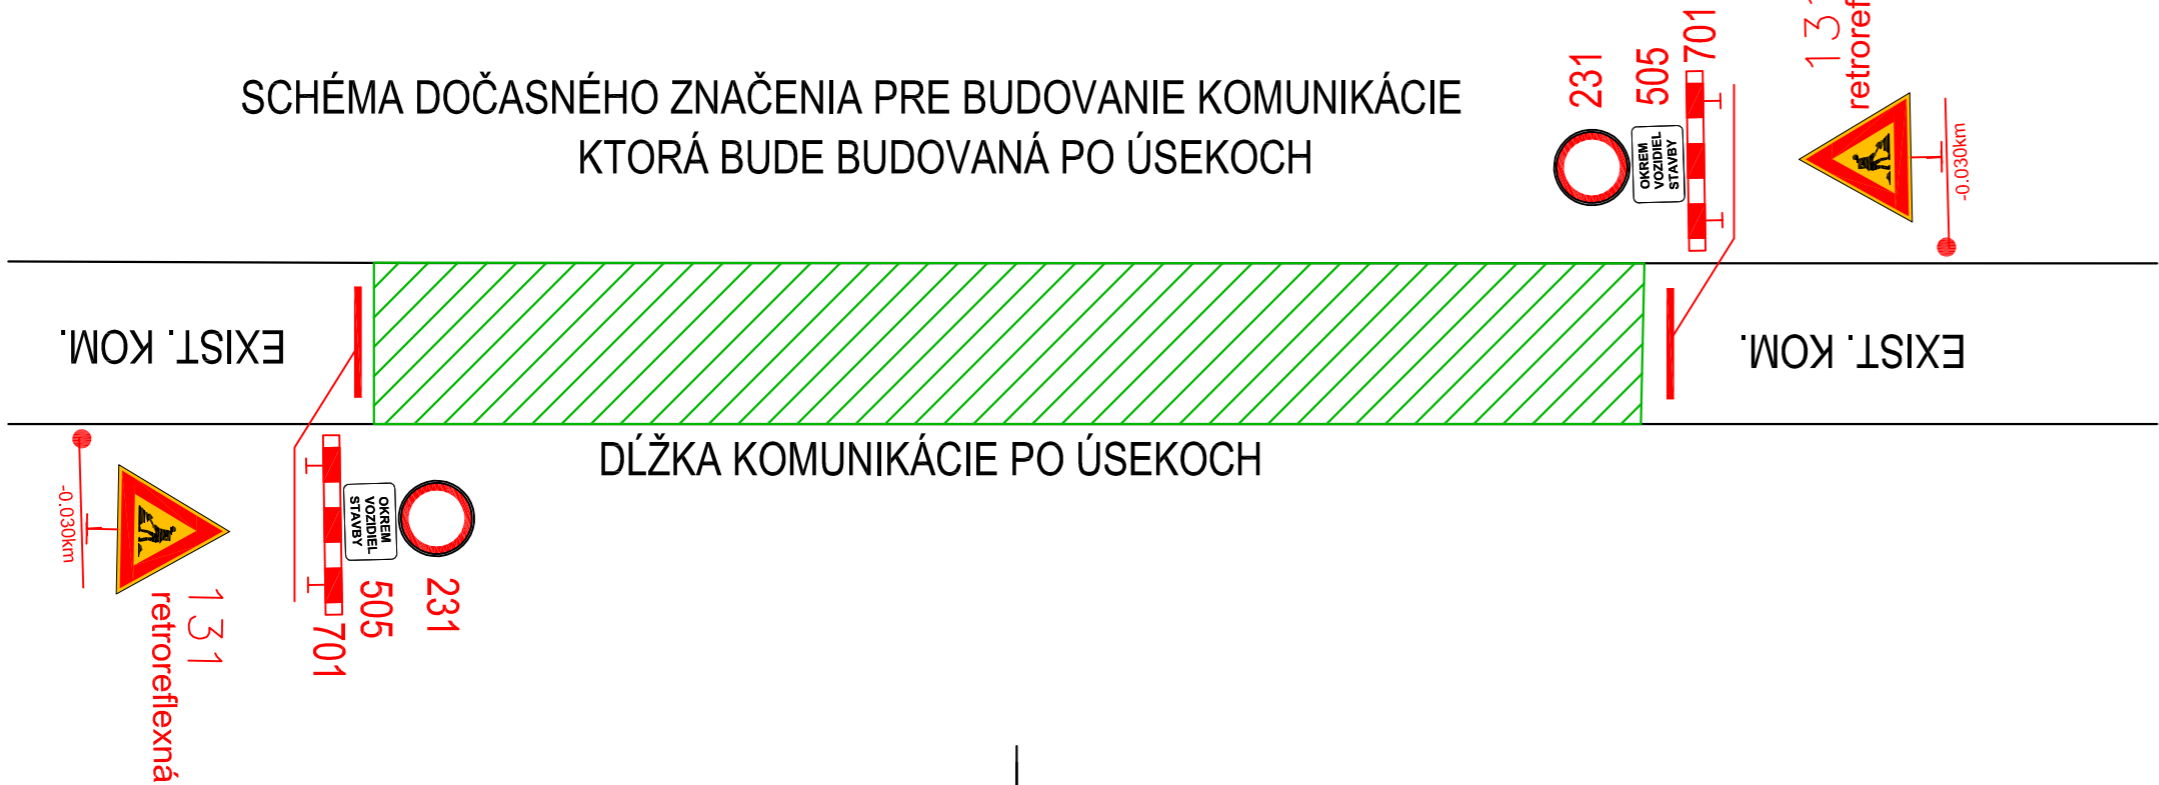 SCHÉMA DOČASNÉHO ZNAČENIA PRE BUDOVANIE KOMUNIKÁCIE
KTORÁ BUDE BUDOVANÁ PO ÚSEKOCH
231
505
701
OKREM
VOZIDIEL
STAVBY
-0.030km
EXIST. KOM.
EXIST. KOM.
DĹŽKA KOMUNIKÁCIE PO ÚSEKOCH
-0.030km
131
retroreflexná
701
505
231
OKREM
VOZIDIEL
STAVBY